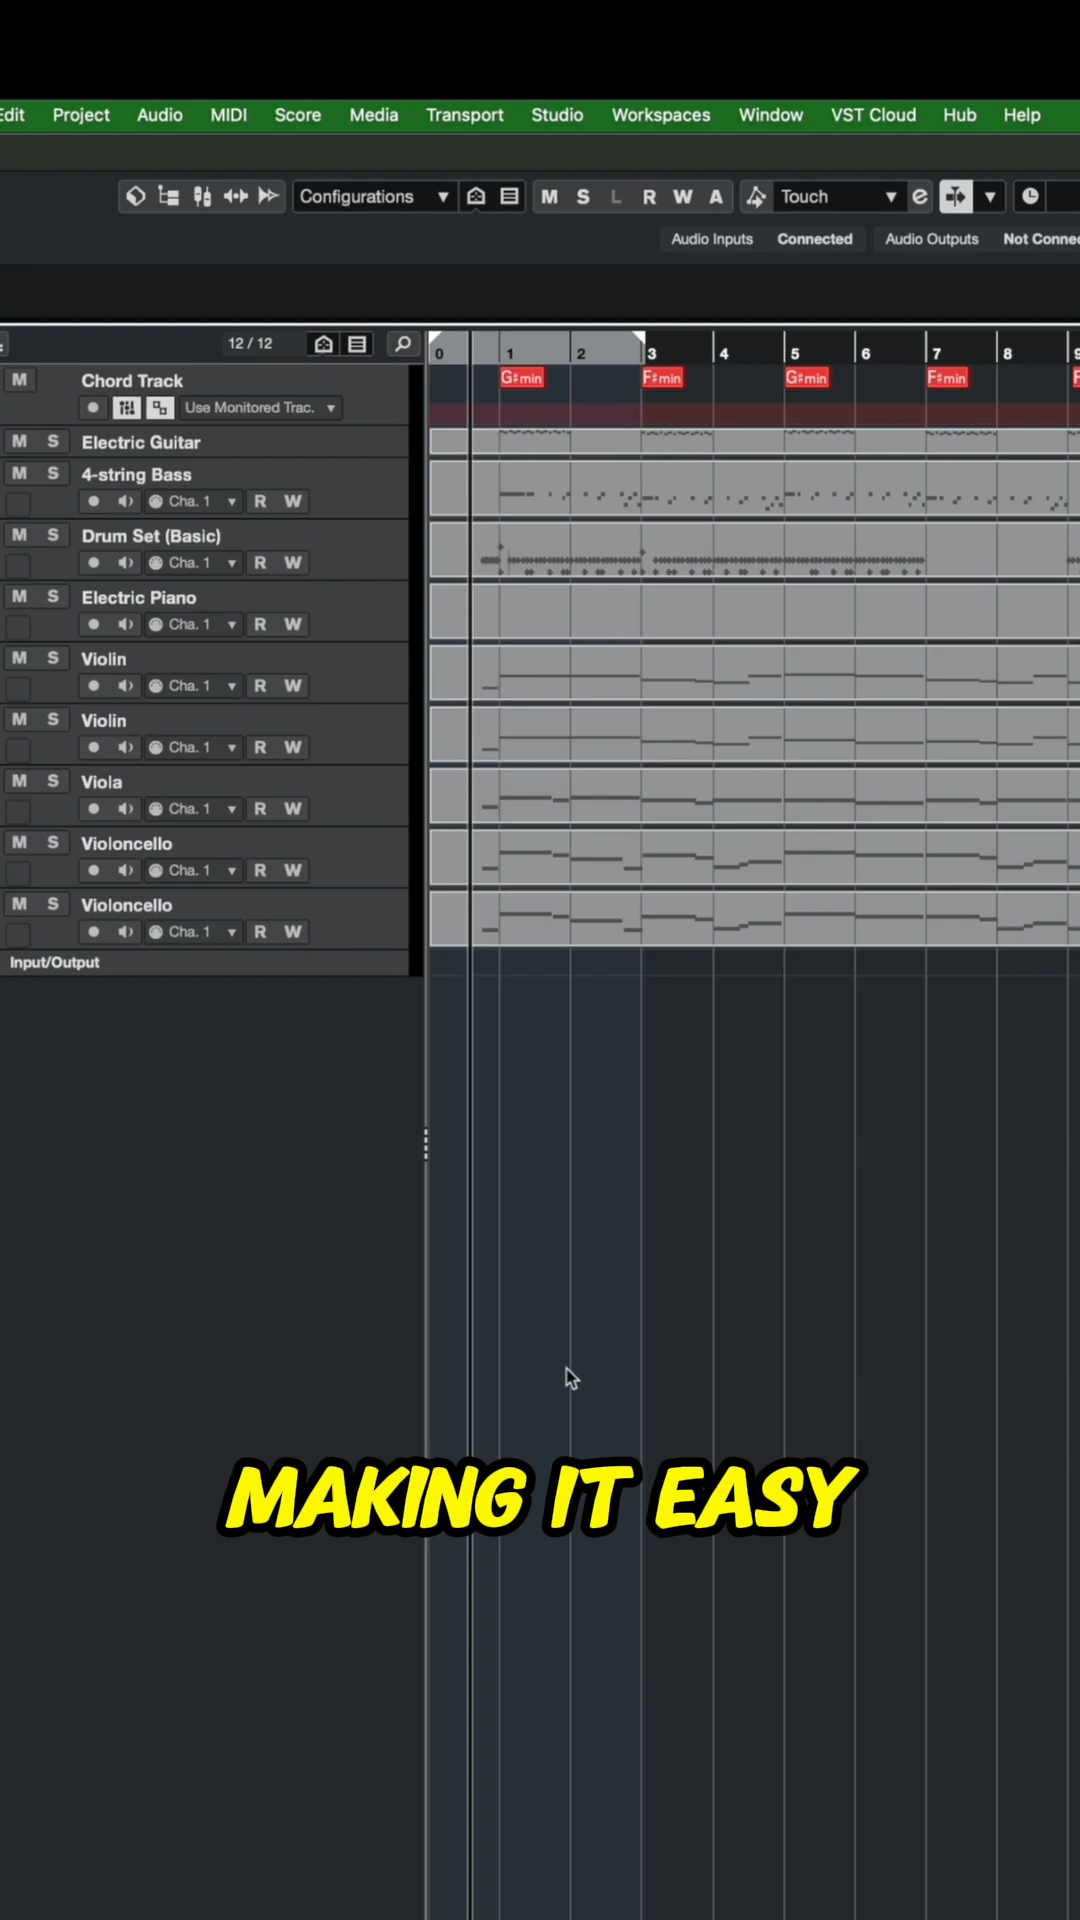 Edit Project Audio MIDI Score Media Transport Studio Workspaces Window VST Cloud Hub Help
Configurations M S L R W A Touch
Audio Inputs Connected Audio Outputs Not Connec
12 / 12 0 1 2 3 4 5 6 7 8 9
M Chord Track G♯min F♯min G♯min F♯min F
Use Monitored Trac.
M S Electric Guitar
M S 4-string Bass
Cha. 1 R W
M S Drum Set (Basic)
Cha. 1 R W
M S Electric Piano
Cha. 1 R W
M S Violin
Cha. 1 R W
M S Violin
Cha. 1 R W
M S Viola
Cha. 1 R W
M S Violoncello
Cha. 1 R W
M S Violoncello
Cha. 1 R W
Input/Output
MAKING IT EASY